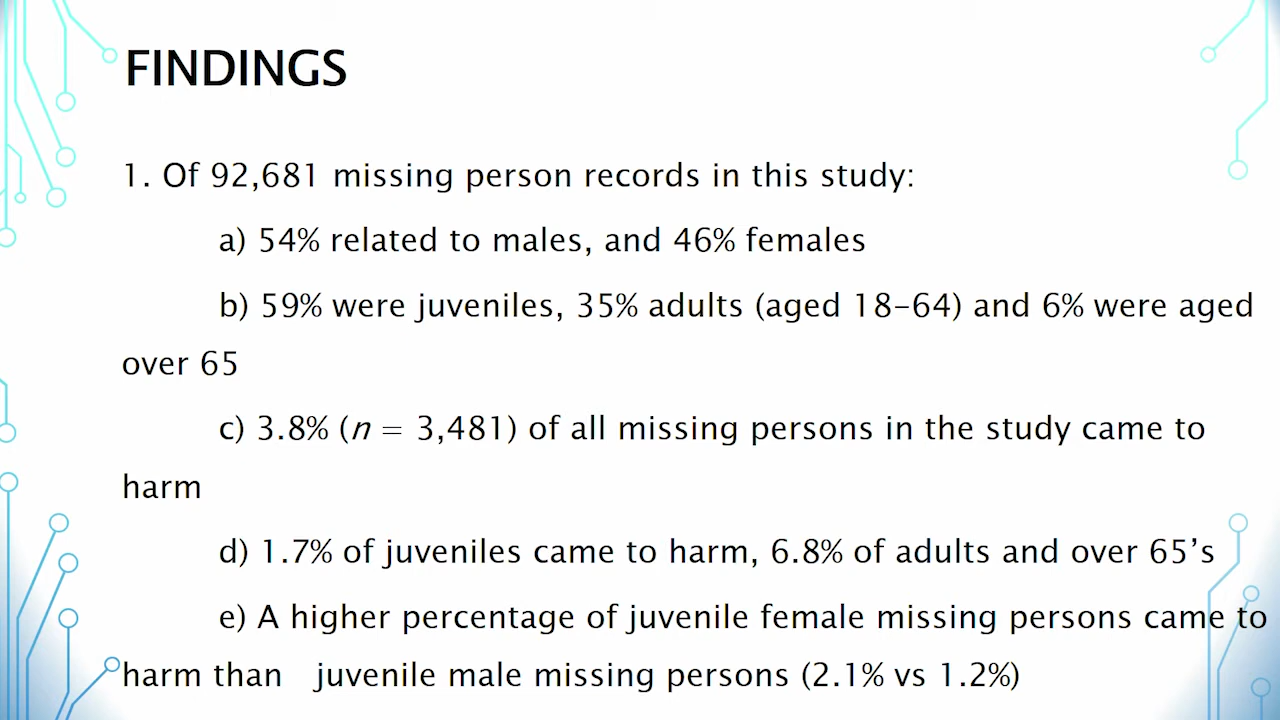 FINDINGS
1. Of 92,681 missing person records in this study:
a) 54% related to males, and 46% females
b) 59% were juveniles, 35% adults (aged 18–64) and 6% were aged
over 65
c) 3.8% (n = 3,481) of all missing persons in the study came to
harm
d) 1.7% of juveniles came to harm, 6.8% of adults and over 65’s
e) A higher percentage of juvenile female missing persons came to
harm than juvenile male missing persons (2.1% vs 1.2%)